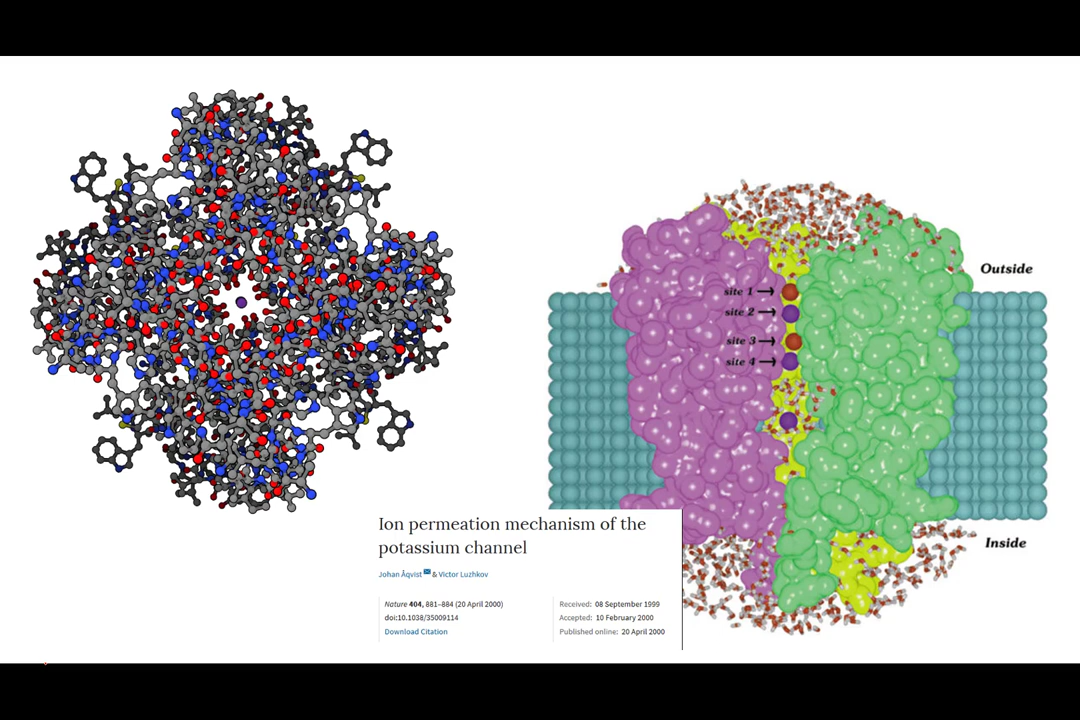 Outside
site 1
site 2
site 3
site 4
Ion permeation mechanism of the
potassium channel
Johan Åqvist & Victor Luzhkov
Nature 404, 881–884 (20 April 2000)
doi:10.1038/35009114
Download Citation
Received: 08 September 1999
Accepted: 10 February 2000
Published online: 20 April 2000
Inside